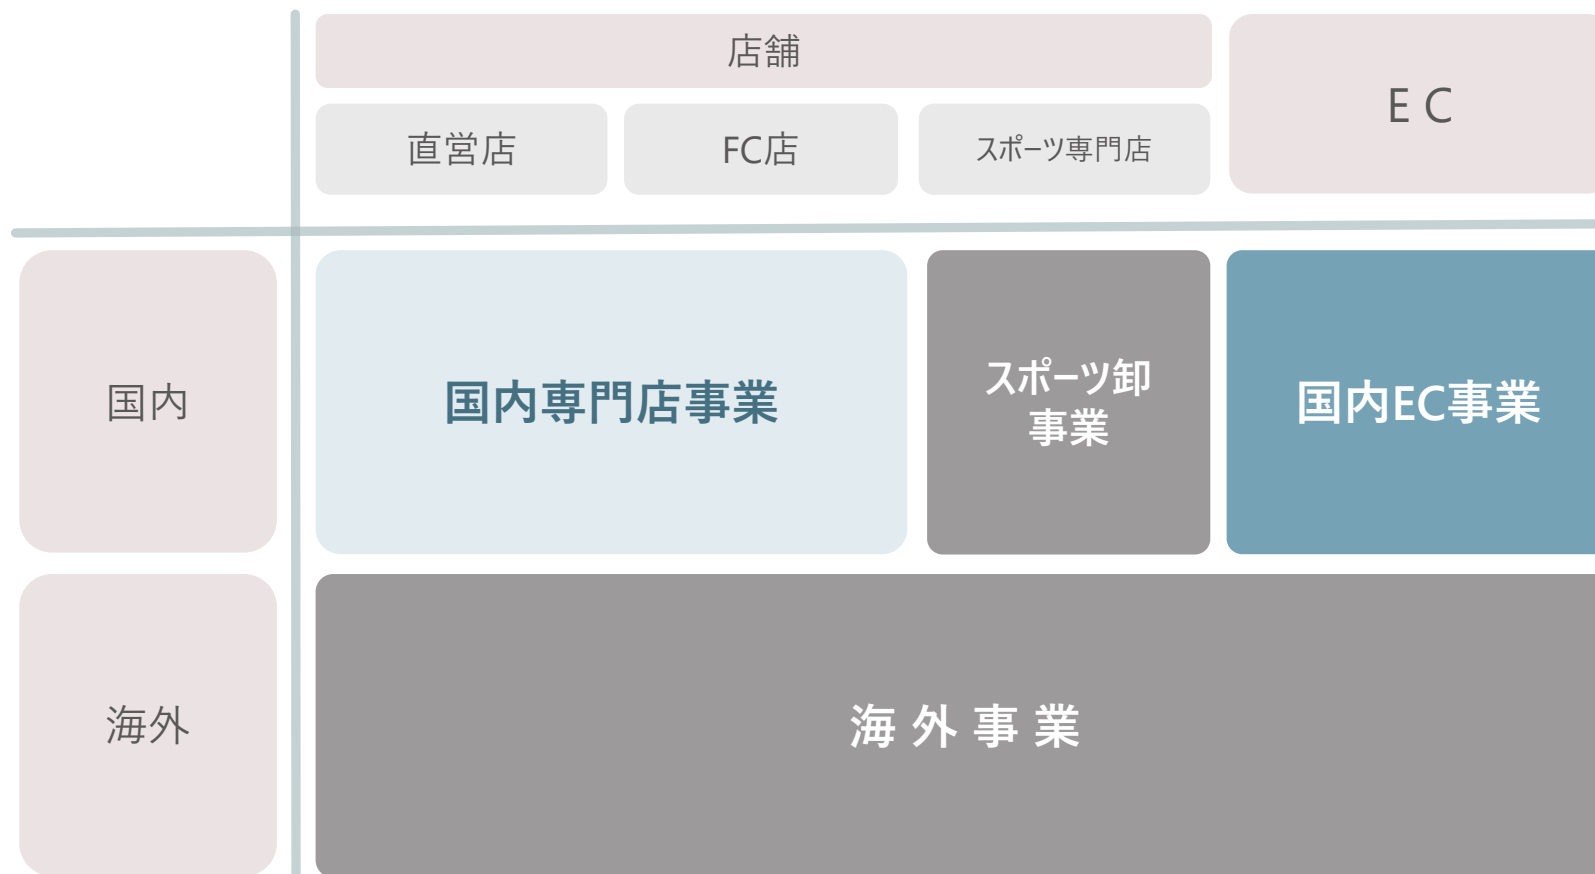 店舗
E C
直営店
FC店
スポーツ専門店
国内
国内専門店事業
スポーツ卸
事業
国内EC事業
海外
海 外 事 業